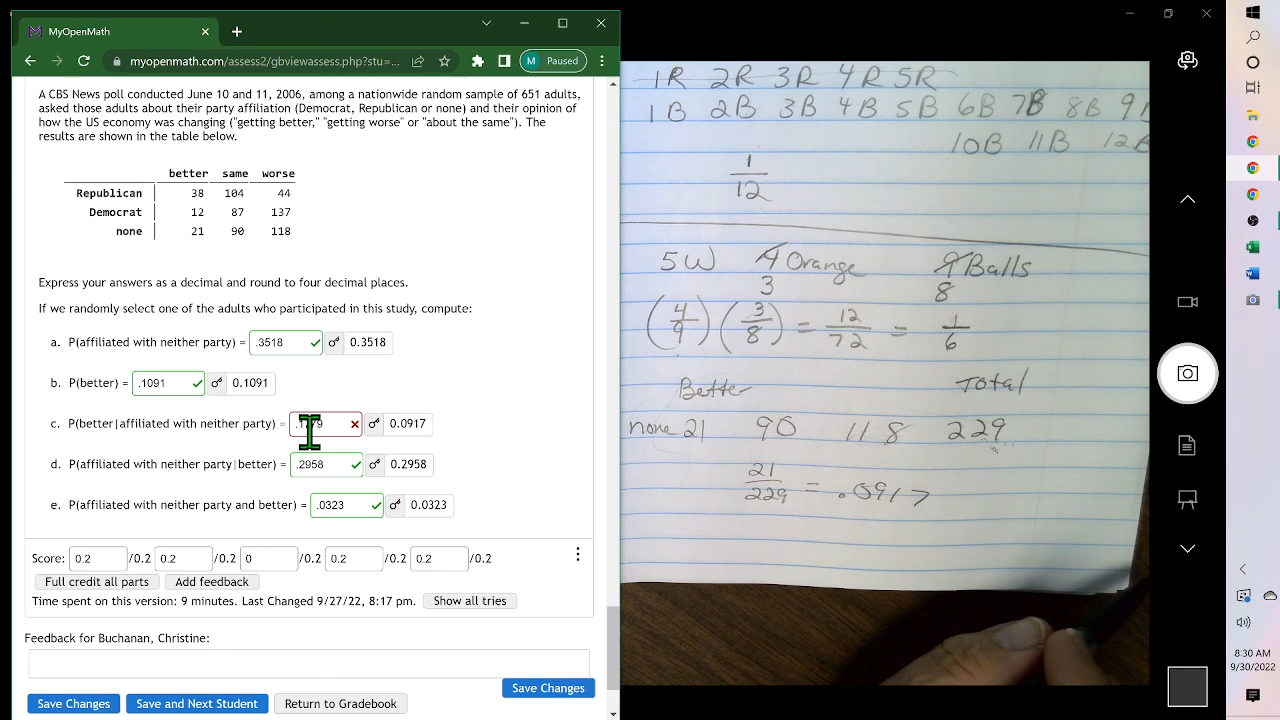 MyOpenMath
myopenmath.com/assess2/gbviewassess.php?stu=...
M Paused
A CBS News poll conducted June 10 and 11, 2006, among a nationwide random sample of 651 adults,
asked those adults about their party affiliation (Democrat, Republican or none) and their opinion of
how the US economy was changing ("getting better," "getting worse" or "about the same"). The
results are shown in the table below.
better same worse
Republican 38 104 44
Democrat 12 87 137
none 21 90 118
Express your answers as a decimal and round to four decimal places.
If we randomly select one of the adults who participated in this study, compute:
a. P(affiliated with neither party) = .3518 0.3518
b. P(better) = .1091 0.1091
c. P(better|affiliated with neither party) = 0.0917
d. P(affiliated with neither party|better) = .2958 0.2958
e. P(affiliated with neither party and better) = .0323 0.0323
Score: 0.2 /0.2 0.2 /0.2 0 /0.2 0.2 /0.2 0.2 /0.2
Full credit all parts Add feedback
Time spent on this version: 9 minutes. Last Changed 9/27/22, 8:17 pm. Show all tries
Feedback for Buchanan, Christine:
Save Changes
Save Changes Save and Next Student Return to Gradebook
1R 2R 3R 4R 5R
1B 2B 3B 4B 5B 6B 7B 8B 9
10B 11B 12B
1
12
5W 4 Orange 9 Balls
3 8
(4/9) (3/8) = 12/72 = 1/6
Better Total
none 21 90 118 229
21/229 = .0917
8:30 AM
9/30/2022